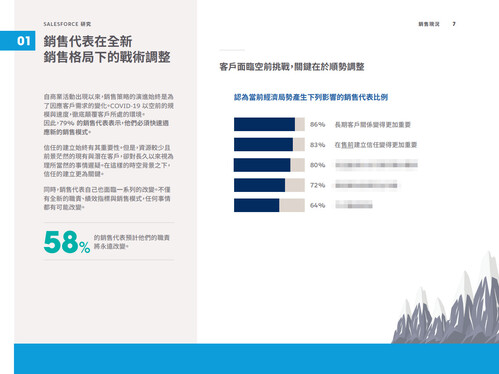 SALESFORCE 研究
銷售現況 7
01
銷售代表在全新
銷售格局下的戰術調整
自商業活動出現以來，銷售策略的演進始終是為
了因應客戶需求的變化。COVID-19 以空前的規
模與速度，徹底顛覆客戶所處的環境。
因此，79% 的銷售代表表示，他們必須快速適
應新的銷售模式。
信任的建立始終有其重要性。但是，資源較少且
前景茫然的現有與潛在客戶，卻對長久以來視為
理所當然的事情遲疑。在這樣的時空背景之下，
信任的建立更為關鍵。
同時，銷售代表自己也面臨一系列的改變。不僅
有全新的職責、績效指標與銷售模式，任何事情
都有可能改變。
58%
的銷售代表預計他們的職責
將永遠改變。
客戶面臨空前挑戰，關鍵在於順勢調整
認為當前經濟局勢產生下列影響的銷售代表比例
86% 長期客戶關係變得更加重要
83% 在售前建立信任變得更加重要
80%
72%
64%